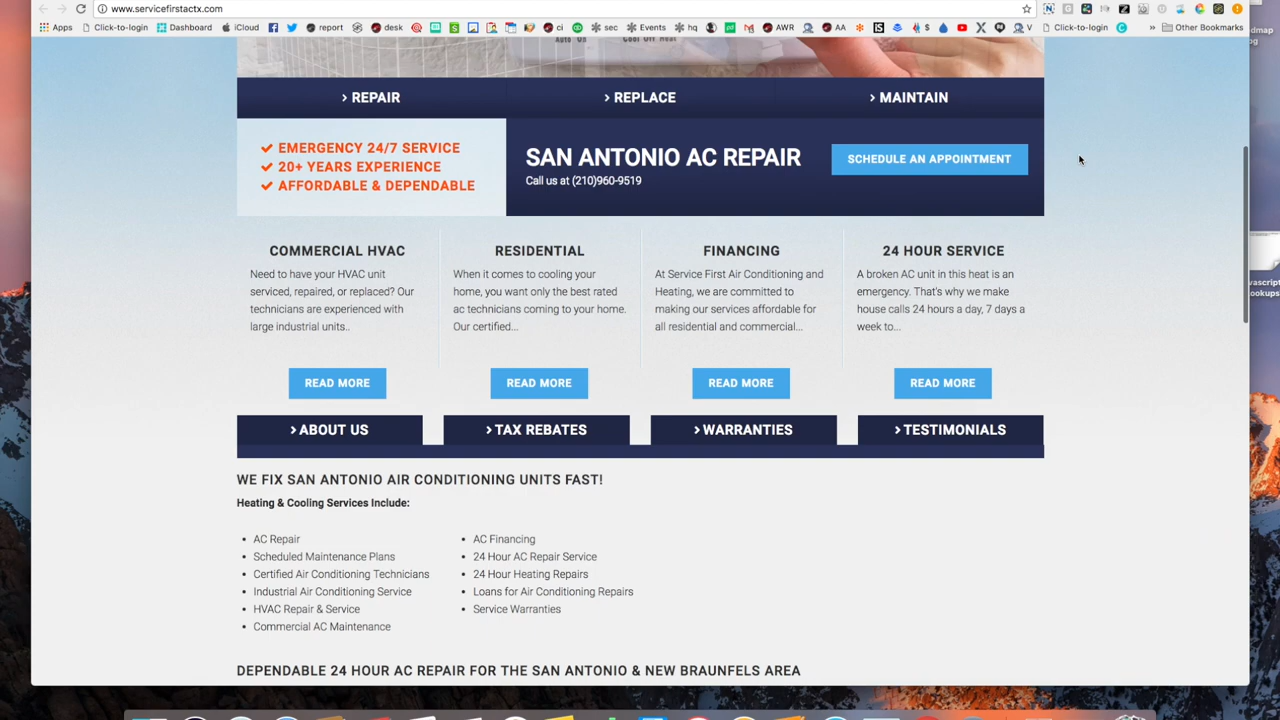 www.servicefirstactx.com
Apps Click-to-login Dashboard iCloud report desk ci sec Events hq AWR AA $ V Click-to-login » Other Bookmarks
Auto On Cool Off Heat
REPAIR REPLACE MAINTAIN
EMERGENCY 24/7 SERVICE
20+ YEARS EXPERIENCE
AFFORDABLE & DEPENDABLE
SAN ANTONIO AC REPAIR
Call us at (210)960-9519
SCHEDULE AN APPOINTMENT
COMMERCIAL HVAC
Need to have your HVAC unit
serviced, repaired, or replaced? Our
technicians are experienced with
large industrial units..
READ MORE
RESIDENTIAL
When it comes to cooling your
home, you want only the best rated
ac technicians coming to your home.
Our certified...
READ MORE
FINANCING
At Service First Air Conditioning and
Heating, we are committed to
making our services affordable for
all residential and commercial...
READ MORE
24 HOUR SERVICE
A broken AC unit in this heat is an
emergency. That's why we make
house calls 24 hours a day, 7 days a
week to...
READ MORE
ABOUT US TAX REBATES WARRANTIES TESTIMONIALS
WE FIX SAN ANTONIO AIR CONDITIONING UNITS FAST!
Heating & Cooling Services Include:
• AC Repair
• Scheduled Maintenance Plans
• Certified Air Conditioning Technicians
• Industrial Air Conditioning Service
• HVAC Repair & Service
• Commercial AC Maintenance
• AC Financing
• 24 Hour AC Repair Service
• 24 Hour Heating Repairs
• Loans for Air Conditioning Repairs
• Service Warranties
DEPENDABLE 24 HOUR AC REPAIR FOR THE SAN ANTONIO & NEW BRAUNFELS AREA